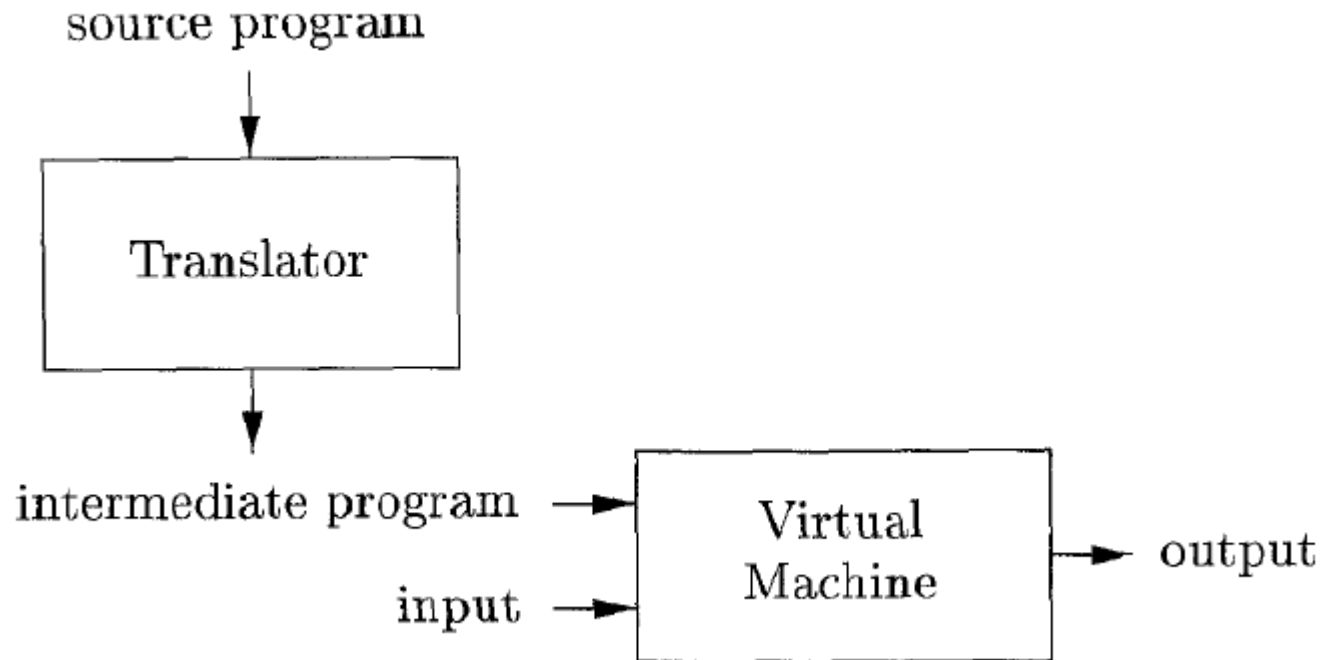 source program
Translator
intermediate program
Virtual
Machine
input
output